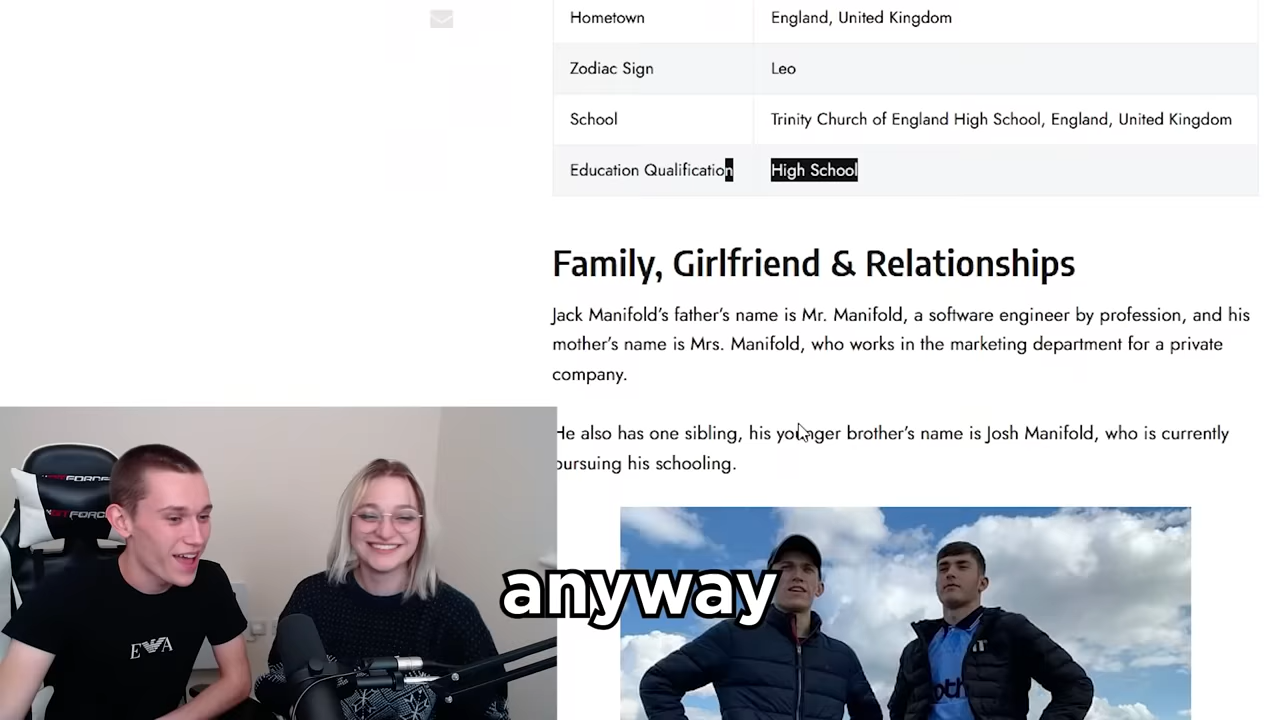 Hometown England, United Kingdom
Zodiac Sign Leo
School Trinity Church of England High School, England, United Kingdom
Education Qualification High School
Family, Girlfriend & Relationships
Jack Manifold's father's name is Mr. Manifold, a software engineer by profession, and his
mother's name is Mrs. Manifold, who works in the marketing department for a private
company.
He also has one sibling, his younger brother's name is Josh Manifold, who is currently
pursuing his schooling.
anyway